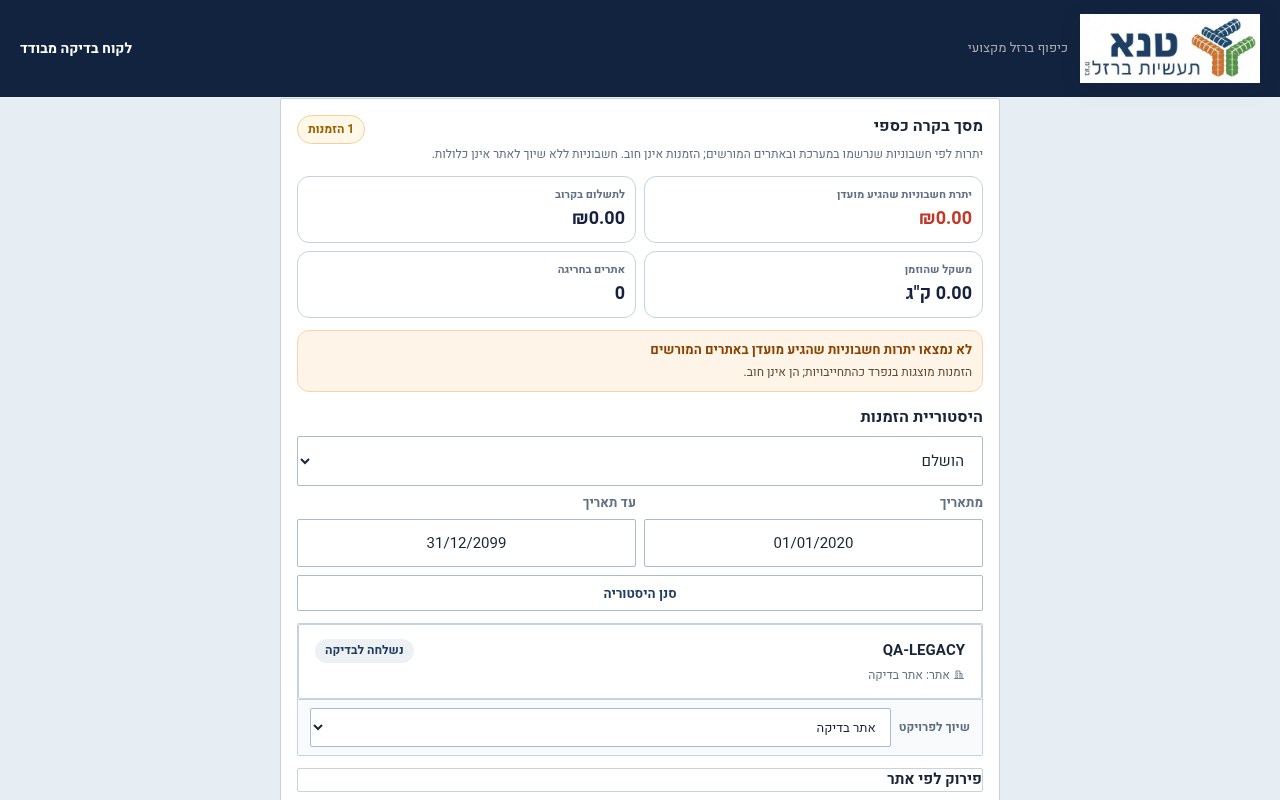 טנא
תעשיות ברזל
כיפוף ברזל מקצועי
לקוח בדיקה מבודד
מסך בקרה כספי
1 הזמנות
יתרות לפי חשבוניות שנרשמו במערכת ובאתרים המורשים; הזמנות אינן חוב. חשבוניות ללא שיוך לאתר אינן כלולות.
יתרת חשבוניות שהגיע מועדן
₪0.00
לתשלום בקרוב
₪0.00
משקל שהוזמן
0.00 ק"ג
אתרים בחריגה
0
לא נמצאו יתרות חשבוניות שהגיע מועדן באתרים המורשים
הזמנות מוצגות בנפרד כהתחייבויות; הן אינן חוב.
היסטוריית הזמנות
הושלם
מתאריך
עד תאריך
01/01/2020
31/12/2099
סנן היסטוריה
QA-LEGACY
נשלחה לבדיקה
אתר: אתר בדיקה
שיוך לפרויקט
אתר בדיקה
פירוק לפי אתר